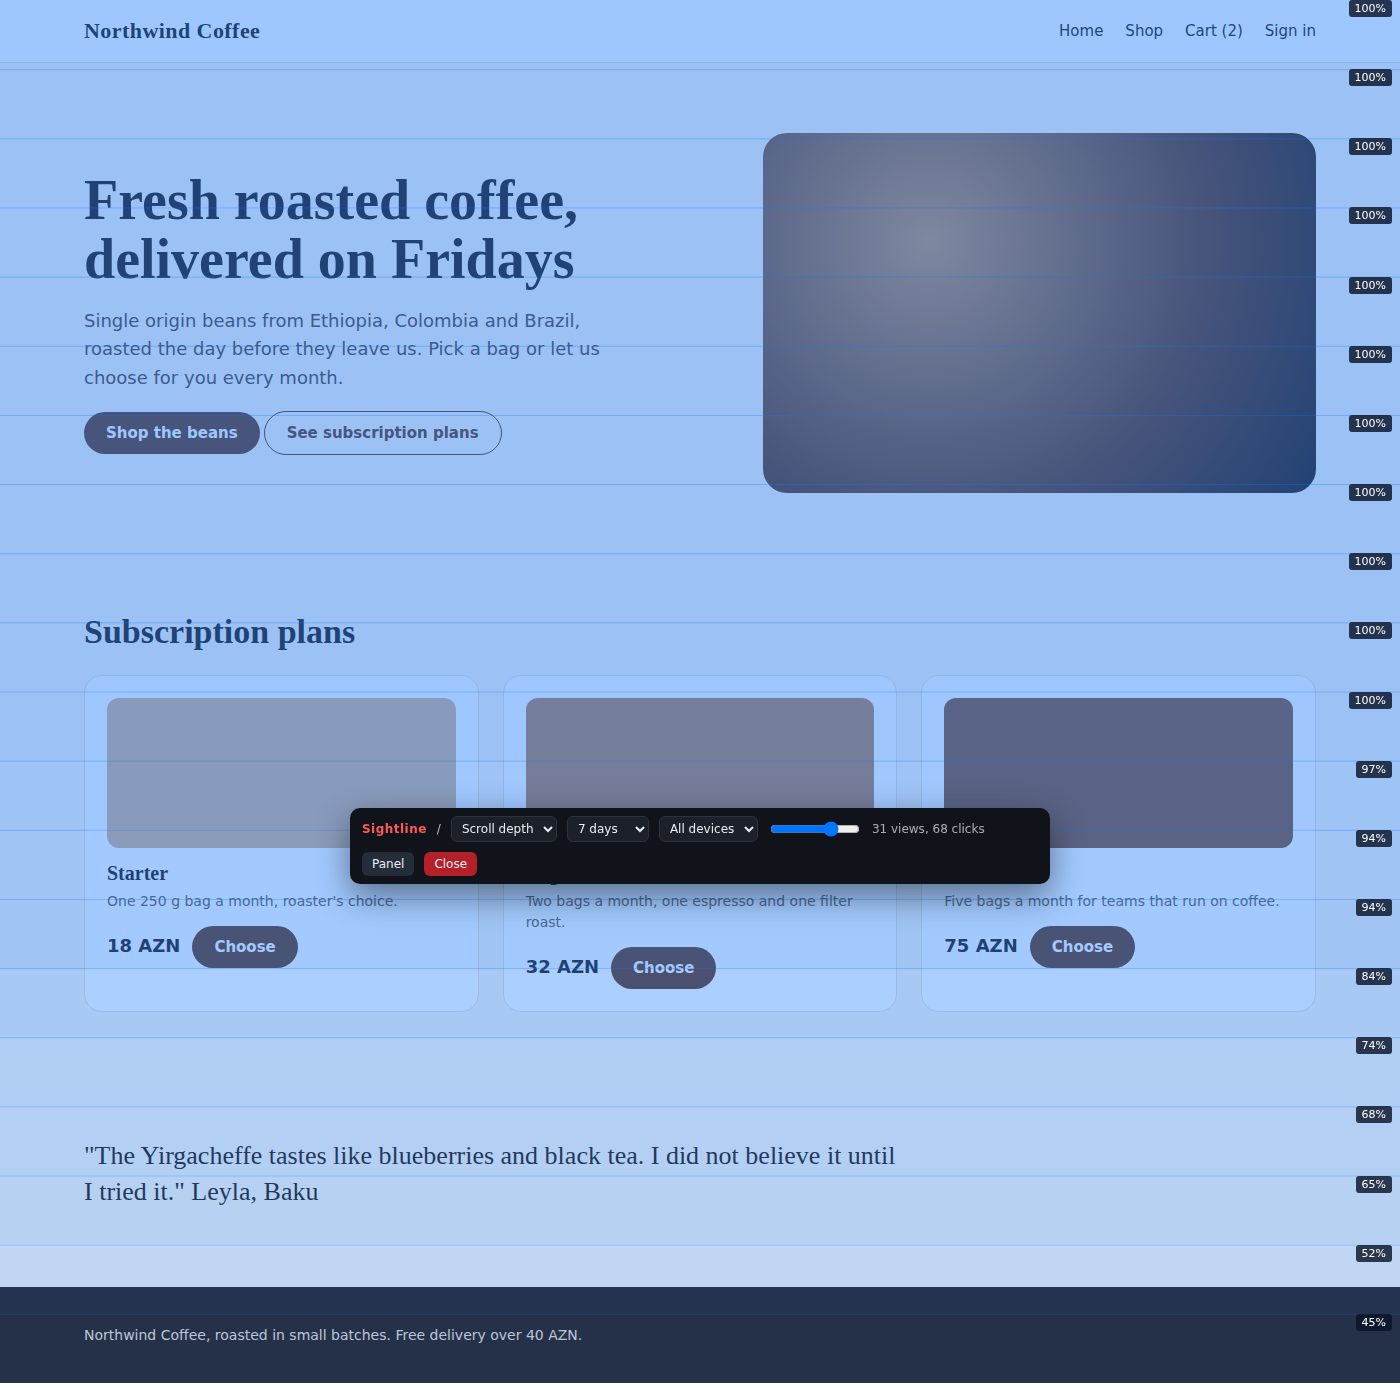 Northwind Coffee
Home Shop Cart (2) Sign in
100%
100%
100%
Fresh roasted coffee,
100%
delivered on Fridays
100%
Single origin beans from Ethiopia, Colombia and Brazil,
roasted the day before they leave us. Pick a bag or let us
100%
choose for you every month.
Shop the beans See subscription plans
100%
100%
100%
Subscription plans
100%
100%
97%
Sightline / Scroll depth 7 days All devices 31 views, 68 clicks
94%
Panel Close
Starter
One 250 g bag a month, roaster's choice.
Two bags a month, one espresso and one filter
roast.
Five bags a month for teams that run on coffee.
94%
18 AZN Choose
32 AZN Choose
75 AZN Choose
84%
74%
68%
"The Yirgacheffe tastes like blueberries and black tea. I did not believe it until
I tried it." Leyla, Baku
65%
52%
45%
Northwind Coffee, roasted in small batches. Free delivery over 40 AZN.